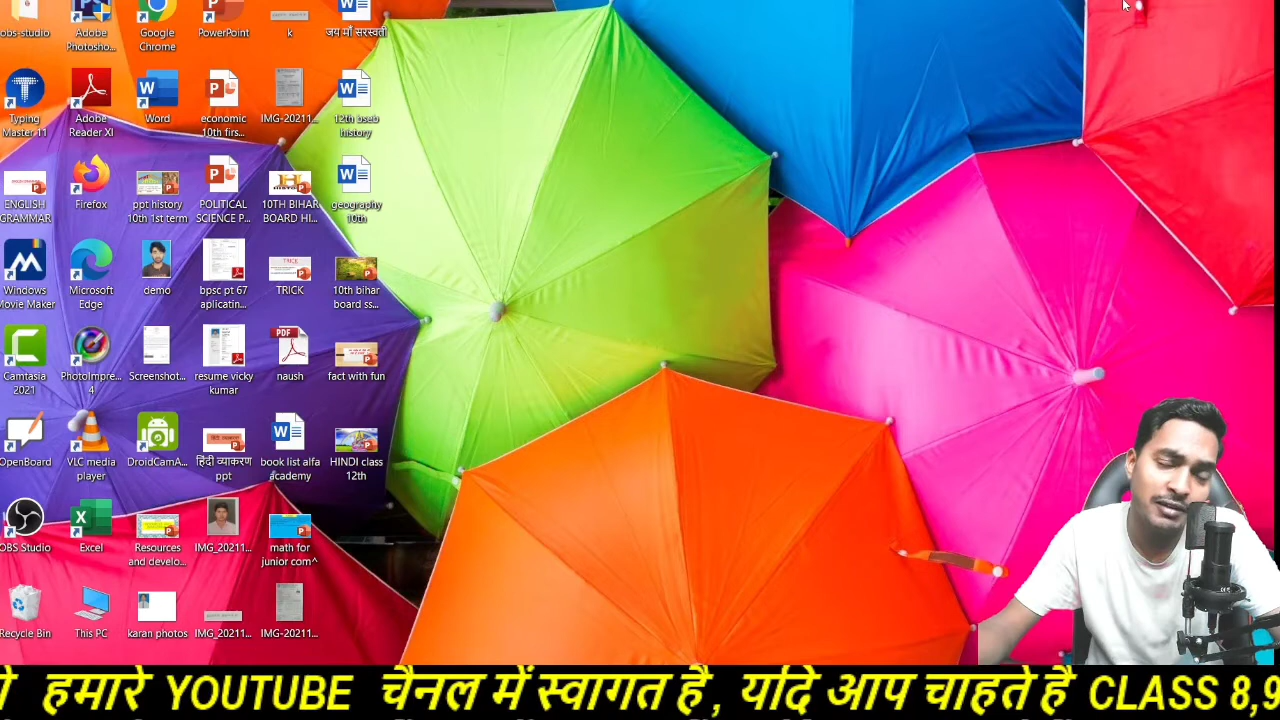 obs-studio
Adobe
Photosho...
Google
Chrome
PowerPoint
k
जय माँ सरस्वती
Typing
Master 11
Adobe
Reader XI
Word
economic
10th firs...
IMG-20211...
12th bseb
history
ENGLISH
GRAMMAR
Firefox
ppt history
10th 1st term
POLITICAL
SCIENCE P...
10TH BIHAR
BOARD HI...
geography
10th
Windows
Movie Maker
Microsoft
Edge
demo
bpsc pt 67
aplicatin...
TRICK
10th bihar
board ss...
Camtasia
2021
PhotoImpre...
4
Screenshot...
resume vicky
kumar
PDF
naush
fact with fun
OpenBoard
VLC media
player
DroidCamA...
हिंदी व्याकरण
ppt
book list alfa
academy
HINDI class
12th
OBS Studio
Excel
Resources
and develo...
IMG_20211...
math for
junior com^
Recycle Bin
This PC
karan photos
IMG_20211...
IMG-20211...
हमारे YOUTUBE चैनल में स्वागत है , यदि आप चाहते है CLASS 8,9